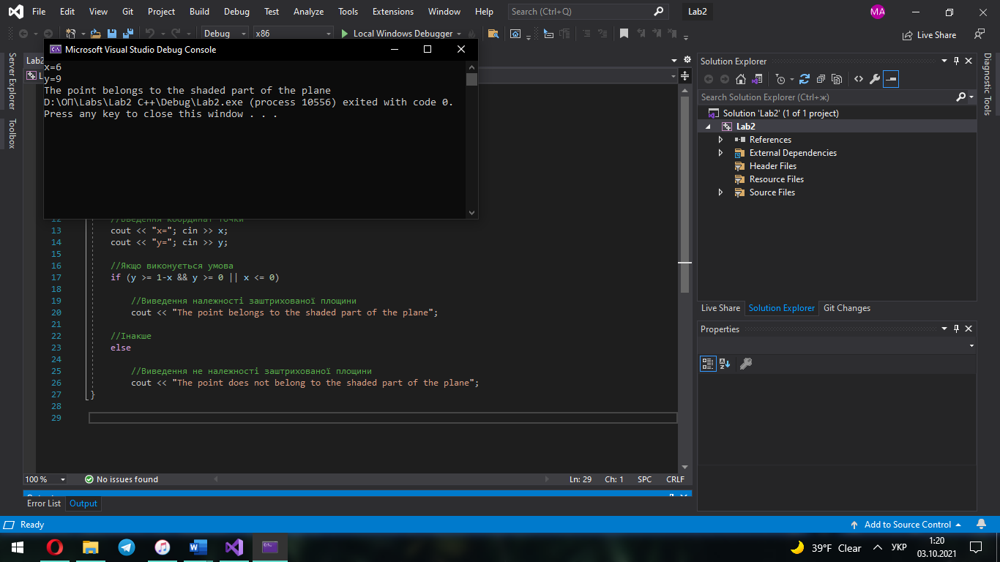 File Edit View Git Project Build Debug Test Analyze Tools Extensions Window Help Search (Ctrl+Q) Lab2 MA
Debug x86 Local Windows Debugger Live Share
Microsoft Visual Studio Debug Console
x=6
y=9
The point belongs to the shaded part of the plane
D:\ОП\Labs\Lab2 C++\Debug\Lab2.exe (process 10556) exited with code 0.
Press any key to close this window . . .
Server Explorer
Toolbox
Lab2
12 //Введення координат точки
13 cout << "x="; cin >> x;
14 cout << "y="; cin >> y;
15
16 //Якщо виконується умова
17 if (y >= 1-x && y >= 0 || x <= 0)
18
19 //Виведення належності заштрихованої площини
20 cout << "The point belongs to the shaded part of the plane";
21
22 //Інакше
23 else
24
25 //Виведення не належності заштрихованої площини
26 cout << "The point does not belong to the shaded part of the plane";
27 }
28
29
100 % No issues found Ln: 29 Ch: 1 SPC CRLF
Error List Output
Solution Explorer
Search Solution Explorer (Ctrl+ж)
Solution 'Lab2' (1 of 1 project)
Lab2
References
External Dependencies
Header Files
Resource Files
Source Files
Live Share Solution Explorer Git Changes
Properties
Diagnostic Tools
Ready Add to Source Control
39°F Clear УКР 1:20
03.10.2021